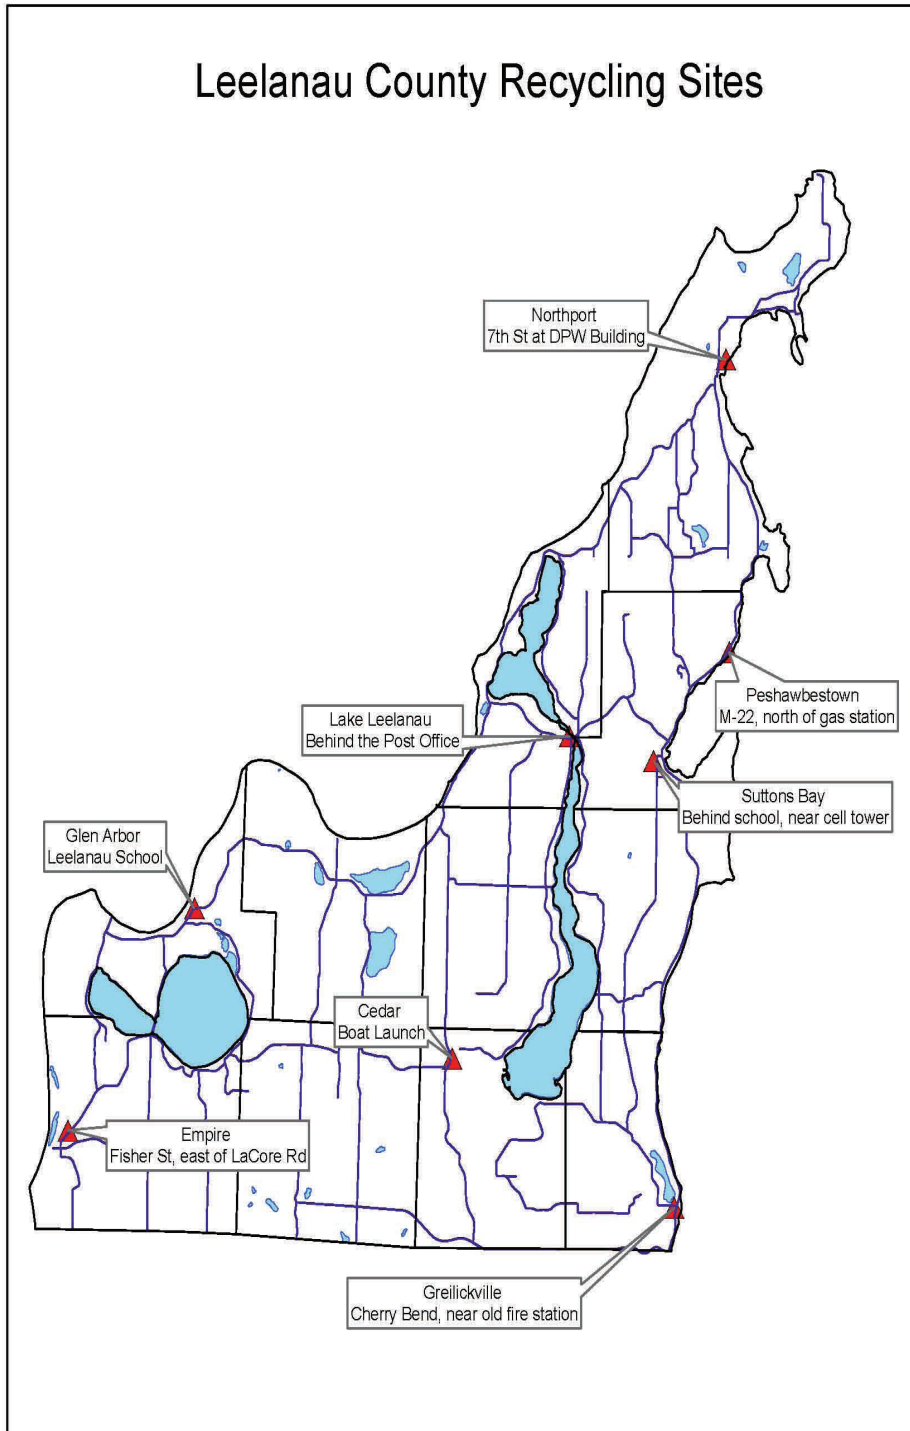 Leelanau County Recycling Sites
Northport
7th St at DPW Building
Peshawbestown
M-22, north of gas station
Lake Leelanau
Behind the Post Office
Suttons Bay
Behind school, near cell tower
Glen Arbor
Leelanau School
Cedar
Boat Launch
Empire
Fisher St, east of LaCore Rd
Greilickville
Cherry Bend, near old fire station